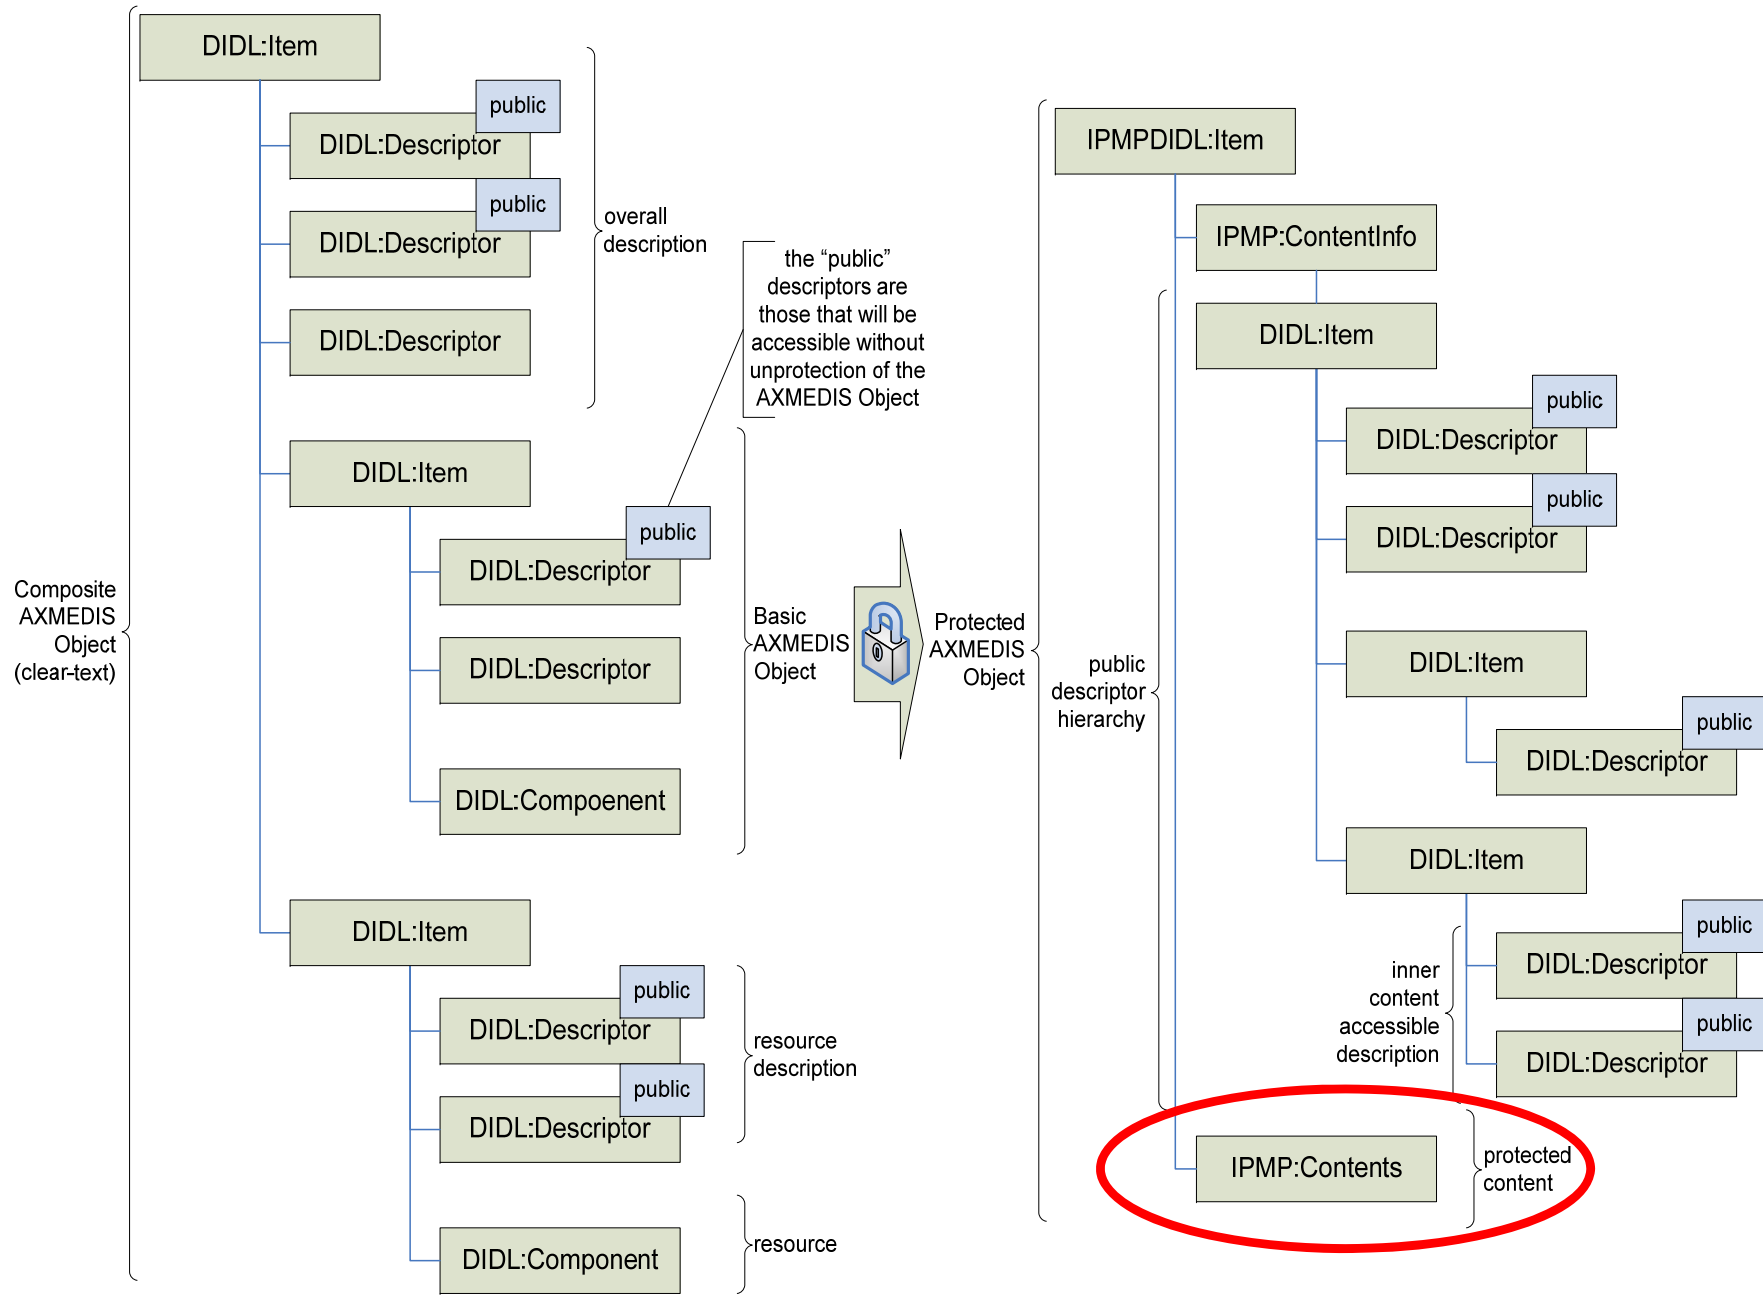 DIDL:Item
public
DIDL:Descriptor
public
DIDL:Descriptor
overall
description
DIDL:Descriptor
the “public”
descriptors are
those that will be
accessible without
unprotection of the
AXMEDIS Object
DIDL:Item
public
DIDL:Descriptor
DIDL:Descriptor
DIDL:Compoenent
Basic
AXMEDIS
Object
Composite
AXMEDIS
Object
(clear-text)
DIDL:Item
public
DIDL:Descriptor
public
DIDL:Descriptor
resource
description
DIDL:Component
resource
Protected
AXMEDIS
Object
IPMPDIDL:Item
IPMP:ContentInfo
DIDL:Item
public
DIDL:Descriptor
public
DIDL:Descriptor
public
descriptor
hierarchy
DIDL:Item
public
DIDL:Descriptor
DIDL:Item
public
DIDL:Descriptor
public
DIDL:Descriptor
inner
content
accessible
description
IPMP:Contents
protected
content